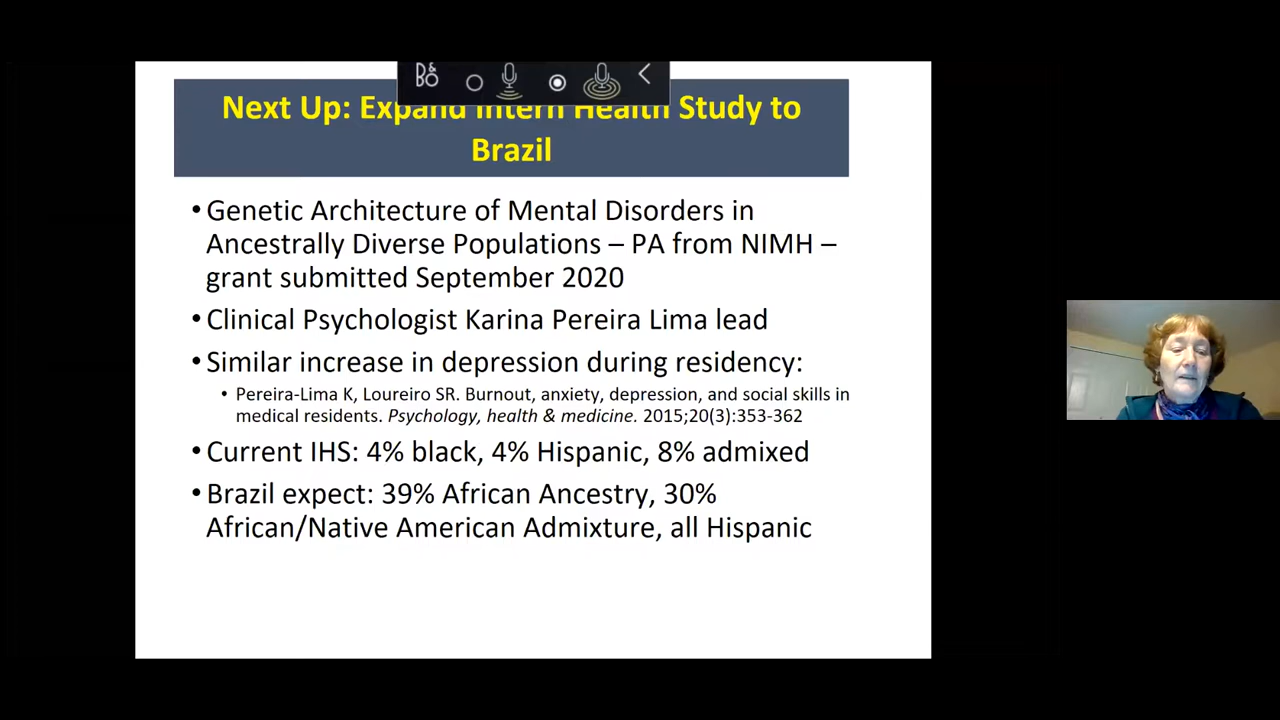 B&O
Next Up: Expand Intern Health Study to
Brazil
• Genetic Architecture of Mental Disorders in
Ancestrally Diverse Populations – PA from NIMH –
grant submitted September 2020
• Clinical Psychologist Karina Pereira Lima lead
• Similar increase in depression during residency:
• Pereira-Lima K, Loureiro SR. Burnout, anxiety, depression, and social skills in
medical residents. Psychology, health & medicine. 2015;20(3):353-362
• Current IHS: 4% black, 4% Hispanic, 8% admixed
• Brazil expect: 39% African Ancestry, 30%
African/Native American Admixture, all Hispanic